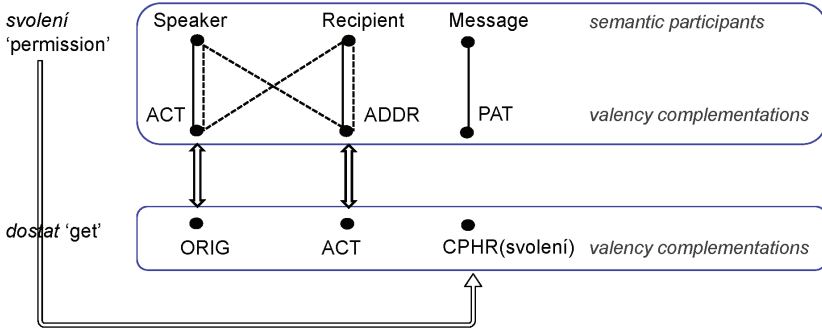 svolení Speaker Recipient Message semantic participants
'permission'
ACT ADDR PAT valency complementations
dostat 'get'
ORIG ACT CPHR(svolení) valency complementations